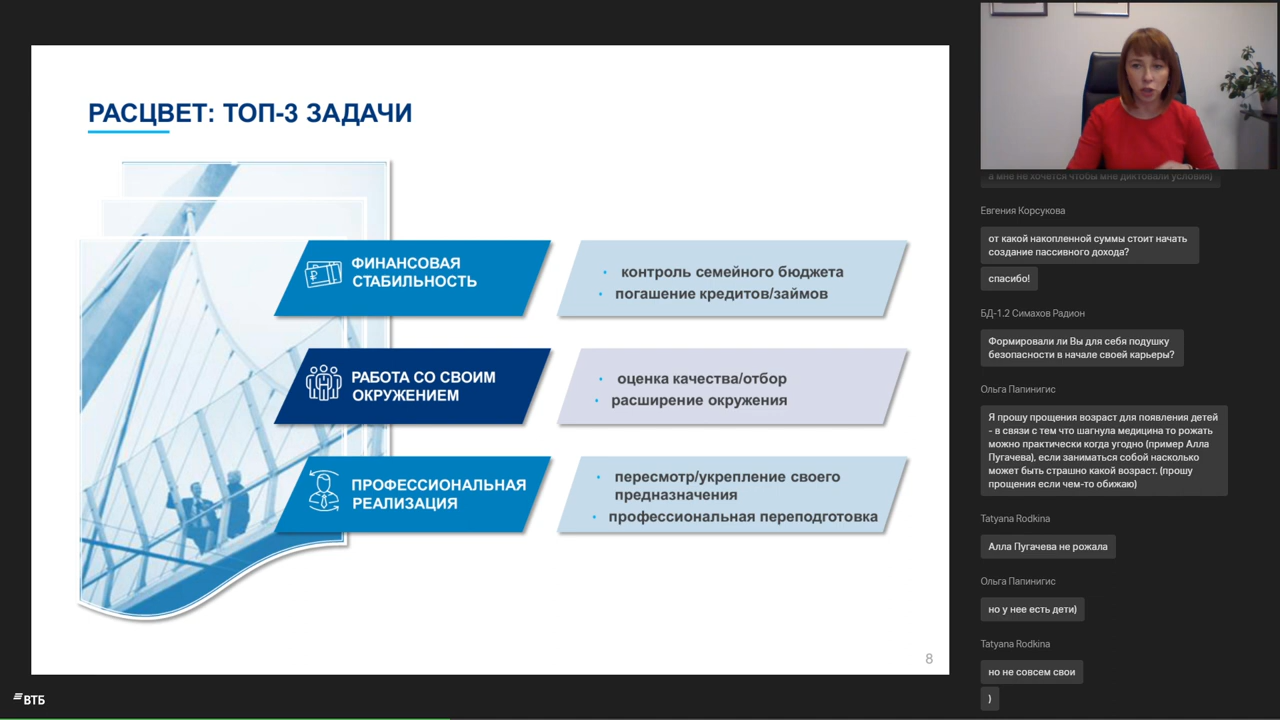 РАСЦВЕТ: ТОП-3 ЗАДАЧИ
ФИНАНСОВАЯ
СТАБИЛЬНОСТЬ
• контроль семейного бюджета
• погашение кредитов/займов
РАБОТА СО СВОИМ
ОКРУЖЕНИЕМ
• оценка качества/отбор
• расширение окружения
ПРОФЕССИОНАЛЬНАЯ
РЕАЛИЗАЦИЯ
• пересмотр/укрепление своего
предназначения
• профессиональная переподготовка
8
ВТБ
а мне не хочется чтобы мне диктовали условия)
Евгения Корсукова
от какой накопленной суммы стоит начать
создание пассивного дохода?
спасибо!
БД-1.2 Симахов Радион
Формировали ли Вы для себя подушку
безопасности в начале своей карьеры?
Ольга Папинигис
Я прошу прощения возраст для появления детей
- в связи с тем что шагнула медицина то рожать
можно практически когда угодно (пример Алла
Пугачева), если заниматься собой насколько
может быть страшно какой возраст. (прошу
прощения если чем-то обижаю)
Tatyana Rodkina
Алла Пугачева не рожала
Ольга Папинигис
но у нее есть дети)
Tatyana Rodkina
но не совсем свои
)